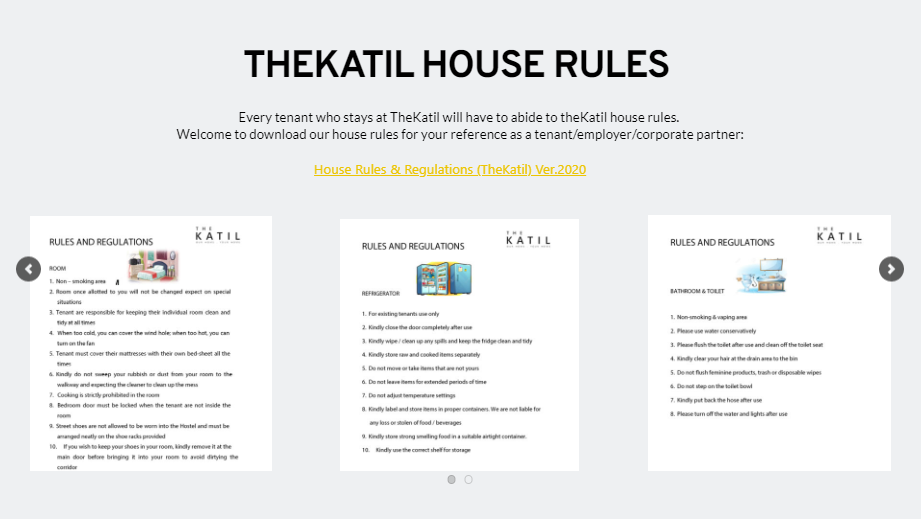 THEKATIL HOUSE RULES
Every tenant who stays at TheKatil will have to abide to theKatil house rules.
Welcome to download our house rules for your reference as a tenant/employer/corporate partner:
House Rules & Regulations (TheKatil) Ver.2020
THE
KATIL
RULES AND REGULATIONS
ROOM
1. Non – smoking area
2. Room once allotted to you will not be changed expect on special
situations
3. Tenant are responsible for keeping their individual room clean and
tidy at all times
4. When too cold, you can cover the wind hole; when too hot, you can
turn on the fan
5. Tenant must cover their mattresses with their own bed-sheet all the
times
6. Kindly do not sweep your rubbish or dust from your room to the
walkway and expecting the cleaner to clean up the mess
7. Cooking is strictly prohibited in the room
8. Bedroom door must be locked when the tenant are not inside the
room
9. Street shoes are not allowed to be worn into the Hostel and must be
arranged neatly on the shoe racks provided
10. If you wish to keep your shoes in your room, kindly remove it at the
main door before bringing it into your room to avoid dirtying the
corridor
THE
KATIL
RULES AND REGULATIONS
REFRIGERATOR
1. For existing tenants use only
2. Kindly close the door completely after use
3. Kindly wipe / clean up any spills and keep the fridge clean and tidy
4. Kindly store raw and cooked items separately
5. Do not move or take items that are not yours
6. Do not leave items for extended periods of time
7. Do not adjust temperature settings
8. Kindly label and store items in proper containers. We are not liable for
any loss or stolen of food / beverages
9. Kindly store strong smelling food in a suitable airtight container.
10. Kindly use the correct shelf for storage
THE
KATIL
RULES AND REGULATIONS
BATHROOM & TOILET
1. Non-smoking & vaping area
2. Please use water conservatively
3. Please flush the toilet after use and clean off the toilet seat
4. Kindly clear your hair at the drain area to the bin
5. Do not flush feminine products, trash or disposable wipes
6. Do not step on the toilet bowl
7. Kindly put back the hose after use
8. Please turn off the water and lights after use